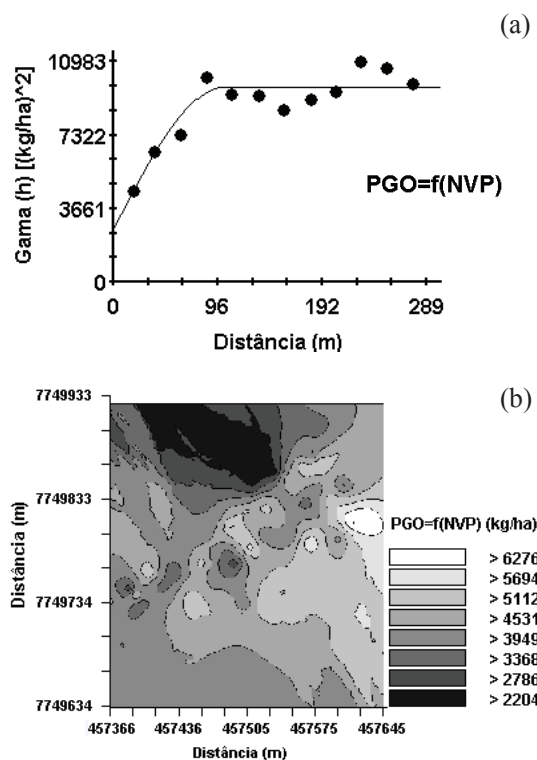 (a)
10983
7322
3661
0
Gama (h) [(kg/ha)^2]
PGO=f(NVP)
0 96 192 289
Distância (m)
(b)
7749933
7749833
7749734
7749634
Distância (m)
PGO=f(NVP) (kg/ha)
> 6276
> 5694
> 5112
> 4531
> 3949
> 3368
> 2786
> 2204
457366 457436 457505 457575 457645
Distância (m)